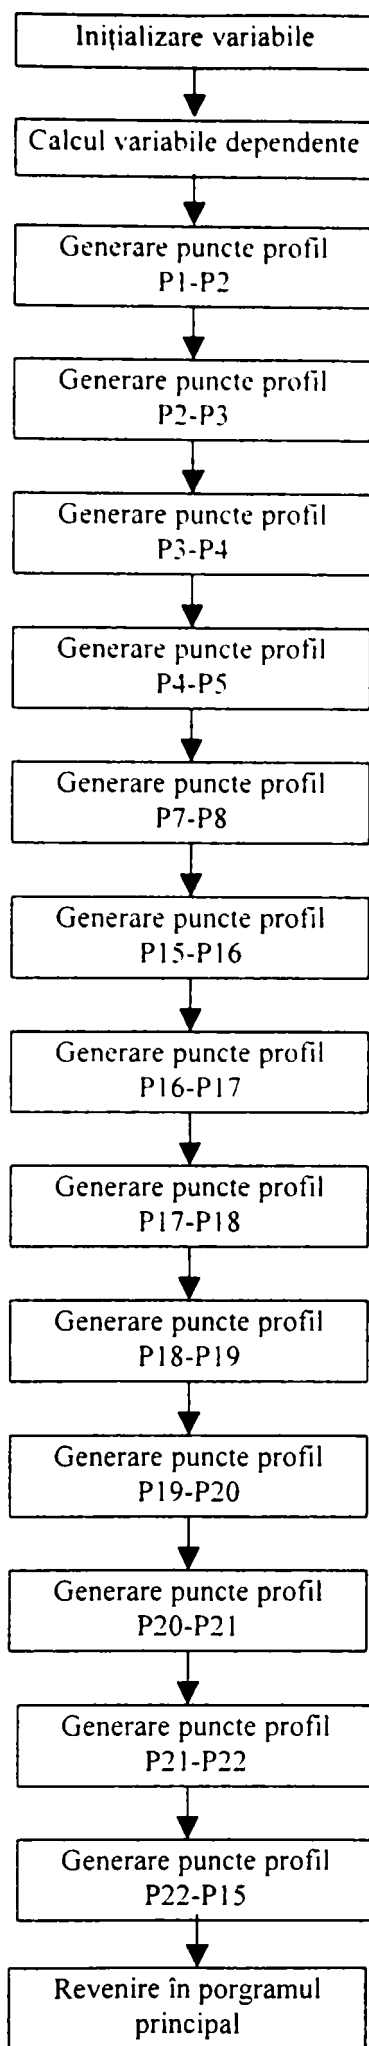 Inițializare variabile
Calcul variabile dependente
Generare puncte profil
P1-P2
Generare puncte profil
P2-P3
Generare puncte profil
P3-P4
Generare puncte profil
P4-P5
Generare puncte profil
P7-P8
Generare puncte profil
P15-P16
Generare puncte profil
P16-P17
Generare puncte profil
P17-P18
Generare puncte profil
P18-P19
Generare puncte profil
P19-P20
Generare puncte profil
P20-P21
Generare puncte profil
P21-P22
Generare puncte profil
P22-P15
Revenire în porgramul
principal